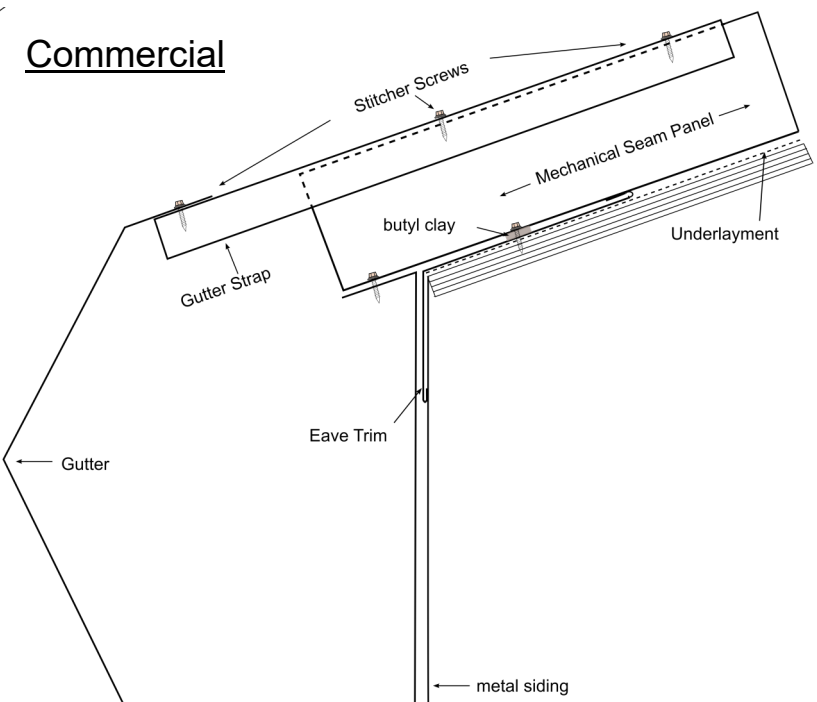 Commercial
Stitcher Screws
Mechanical Seam Panel
butyl clay
Underlayment
Gutter Strap
Eave Trim
Gutter
metal siding